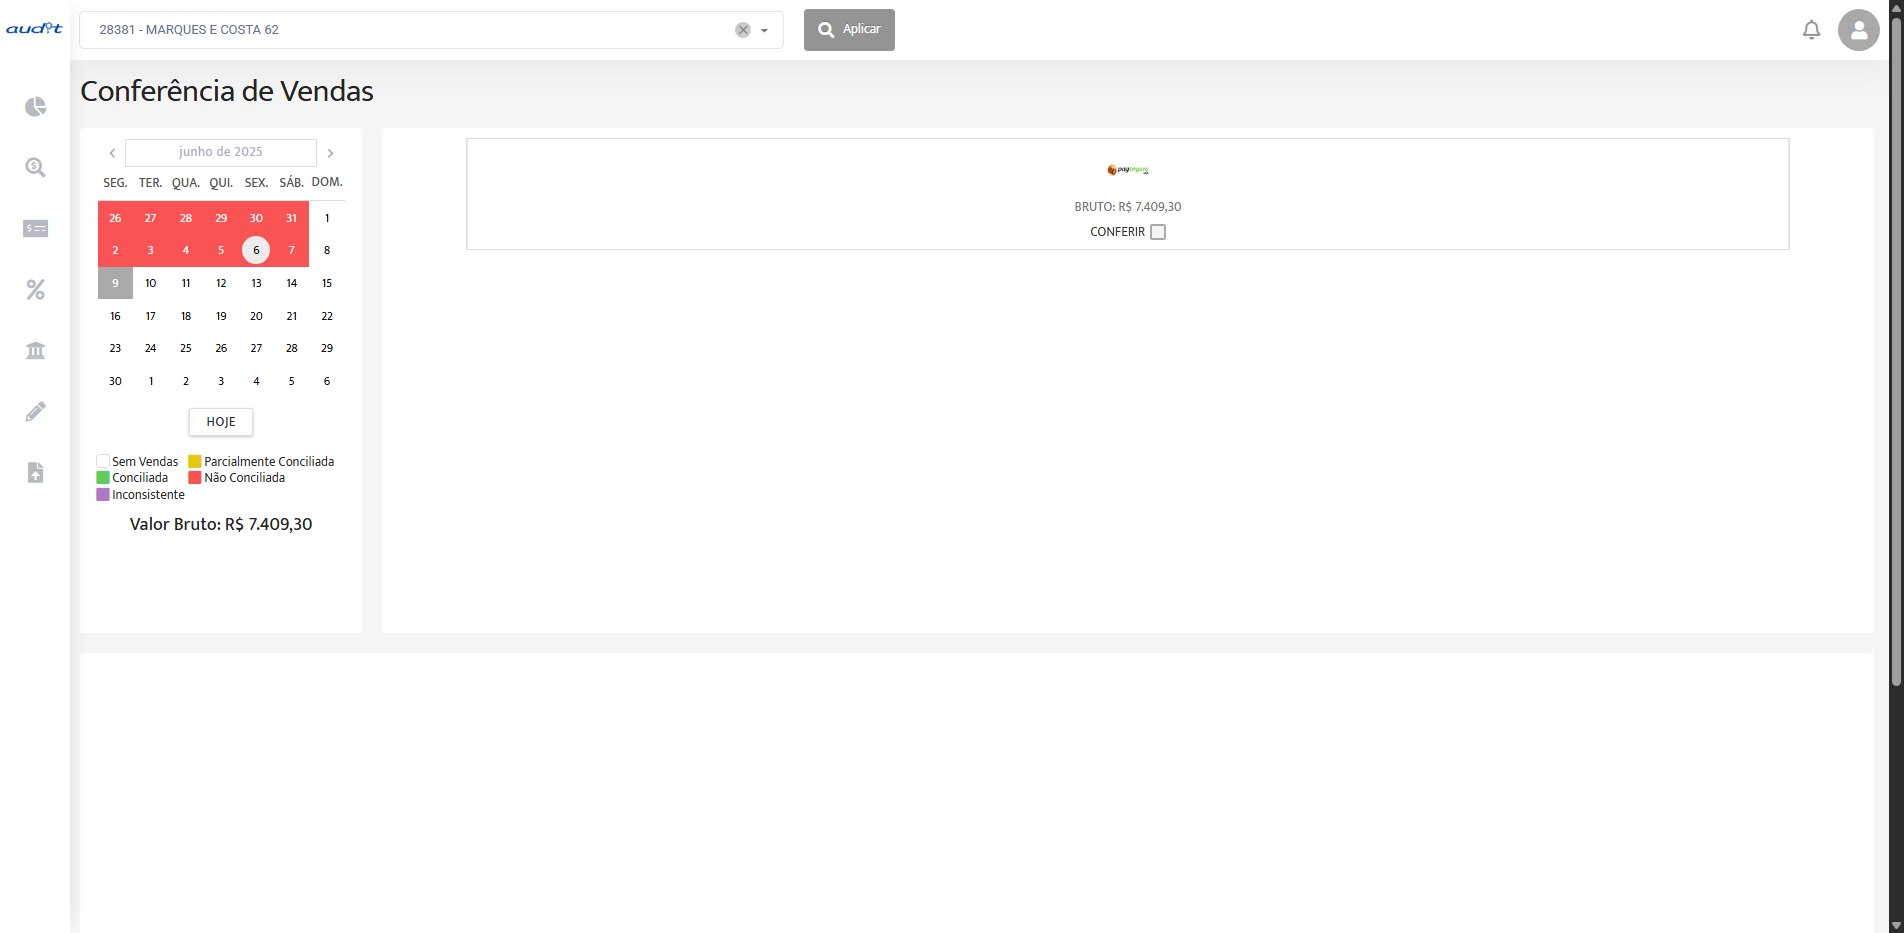 audit
28381 - MARQUES E COSTA 62
Aplicar
Conferência de Vendas
junho de 2025
SEG. TER. QUA. QUI. SEX. SÁB. DOM.
26 27 28 29 30 31 1
2 3 4 5 6 7 8
9 10 11 12 13 14 15
16 17 18 19 20 21 22
23 24 25 26 27 28 29
30 1 2 3 4 5 6
HOJE
Sem Vendas Parcialmente Conciliada
Conciliada Não Conciliada
Inconsistente
Valor Bruto: R$ 7.409,30
pagseguro
BRUTO: R$ 7.409,30
CONFERIR